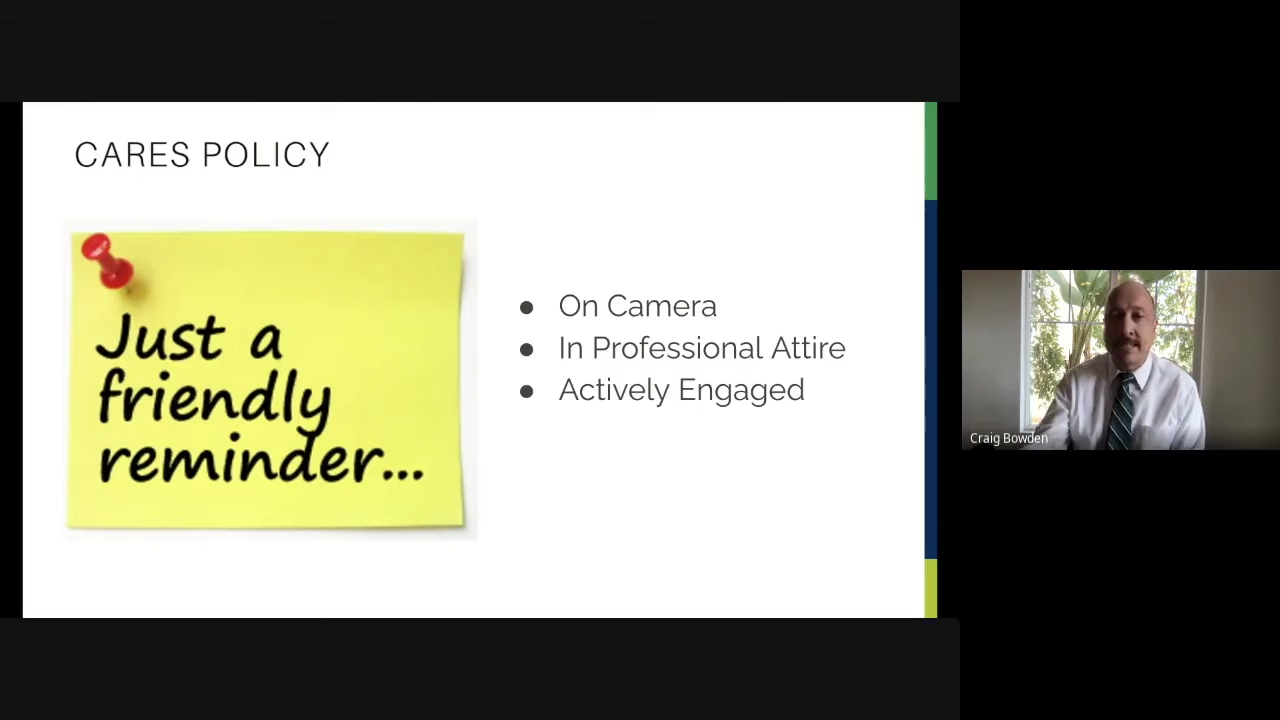 CARES POLICY
Just a
friendly
reminder...
On Camera
In Professional Attire
Actively Engaged
Craig Bowden